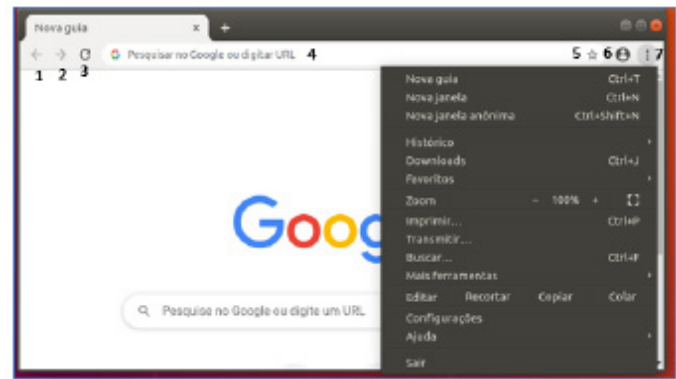 Nova guia x +
Pesquisar no Google ou digitar URL 4 5 6 7
1 2 3
Nova guia Ctrl+T
Nova janela Ctrl+N
Nova janela anônima Ctrl+Shift+N
Histórico
Downloads Ctrl+J
Favoritos
Zoom - 100% +
Imprimir... Ctrl+P
Transmitir...
Buscar... Ctrl+F
Mais ferramentas
Editar Recortar Copiar Colar
Configurações
Ajuda
Sair
Goog
Pesquise no Google ou digite um URL